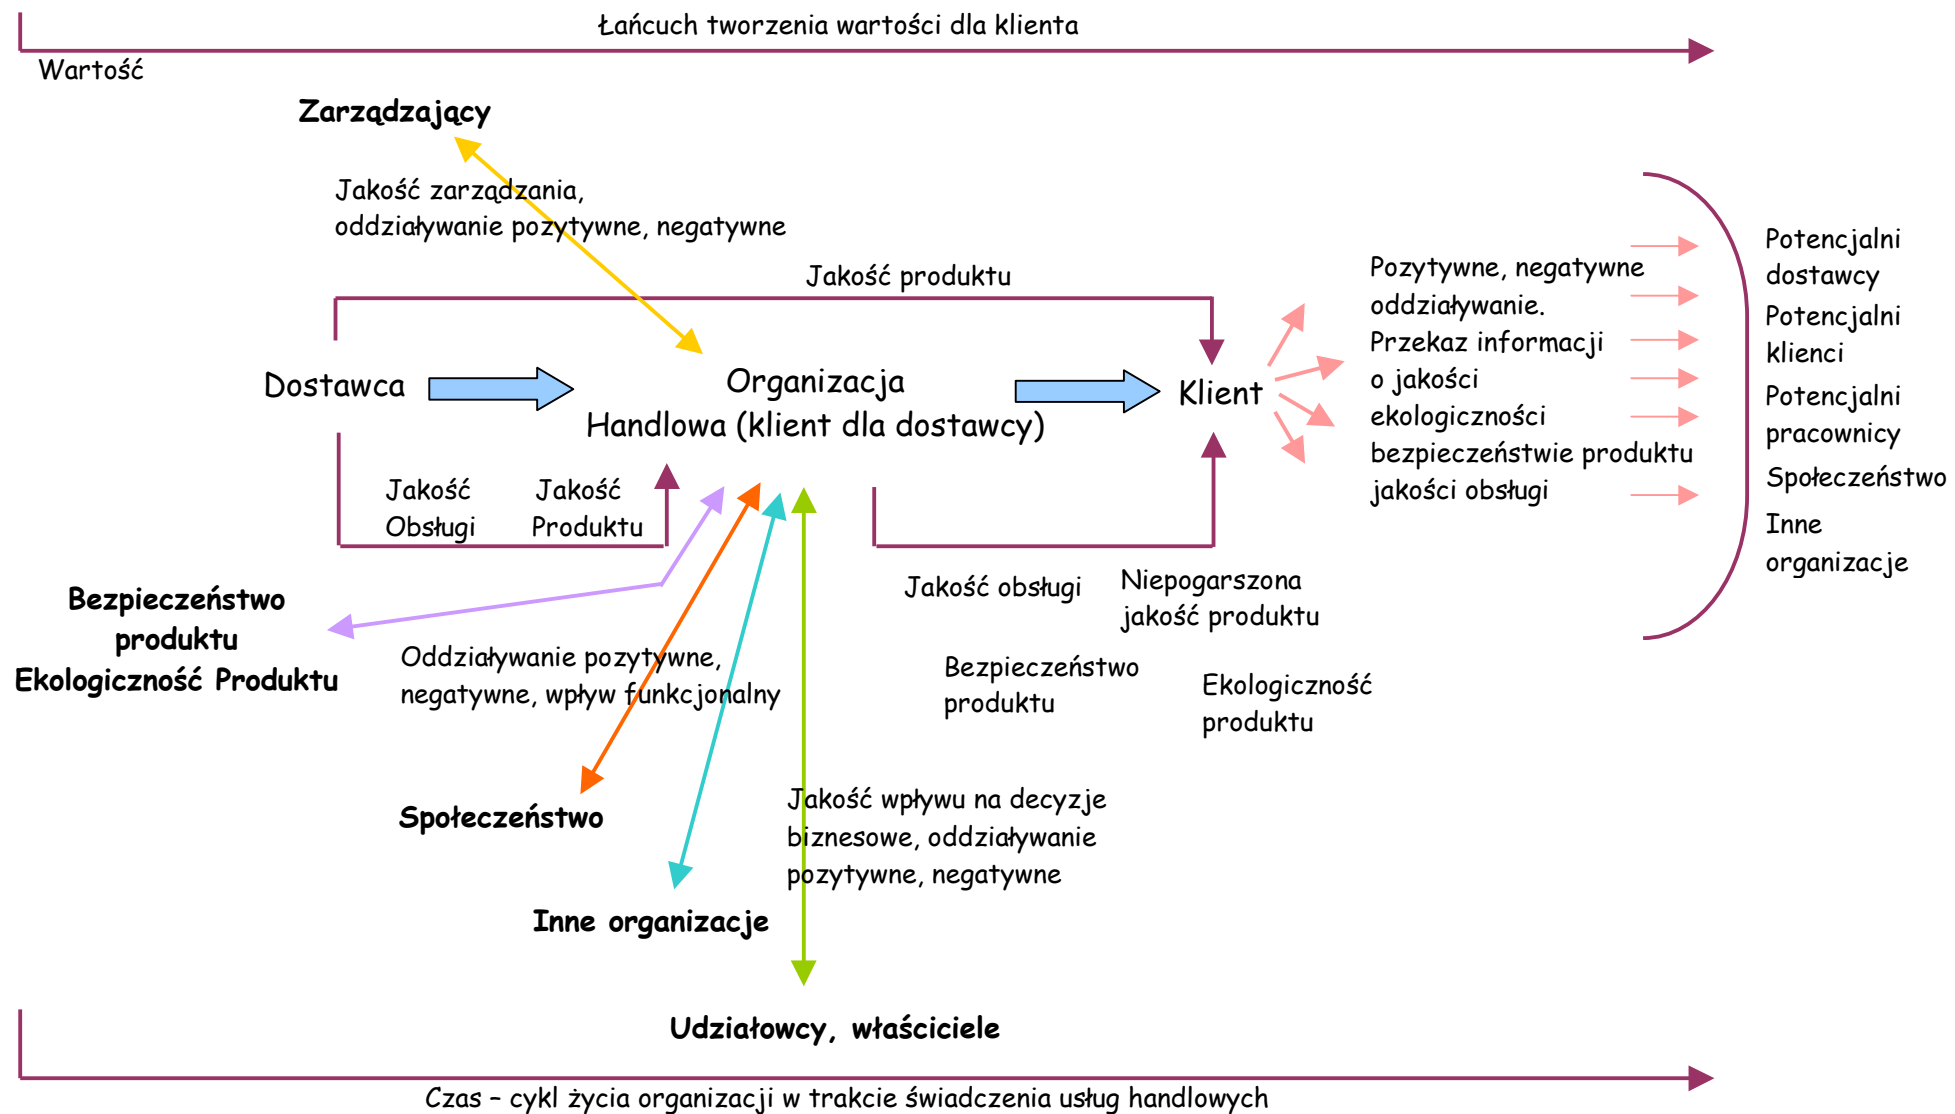 Łańcuch tworzenia wartości dla klienta
Wartość
Zarządzający
Jakość zarządzania,
oddziaływanie pozytywne, negatywne
Jakość produktu
Dostawca
Organizacja
Handlowa (klient dla dostawcy)
Klient
Pozytywne, negatywne
oddziaływanie.
Przekaz informacji
o jakości
ekologiczności
bezpieczeństwie produktu
jakości obsługi
Potencjalni
dostawcy
Potencjalni
klienci
Potencjalni
pracownicy
Społeczeństwo
Inne
organizacje
Jakość
Obsługi
Jakość
Produktu
Jakość obsługi
Niepogarszona
jakość produktu
Bezpieczeństwo
produktu
Ekologiczność
produktu
Bezpieczeństwo
produktu
Ekologiczność Produktu
Oddziaływanie pozytywne,
negatywne, wpływ funkcjonalny
Społeczeństwo
Jakość wpływu na decyzje
biznesowe, oddziaływanie
pozytywne, negatywne
Inne organizacje
Udziałowcy, właściciele
Czas – cykl życia organizacji w trakcie świadczenia usług handlowych